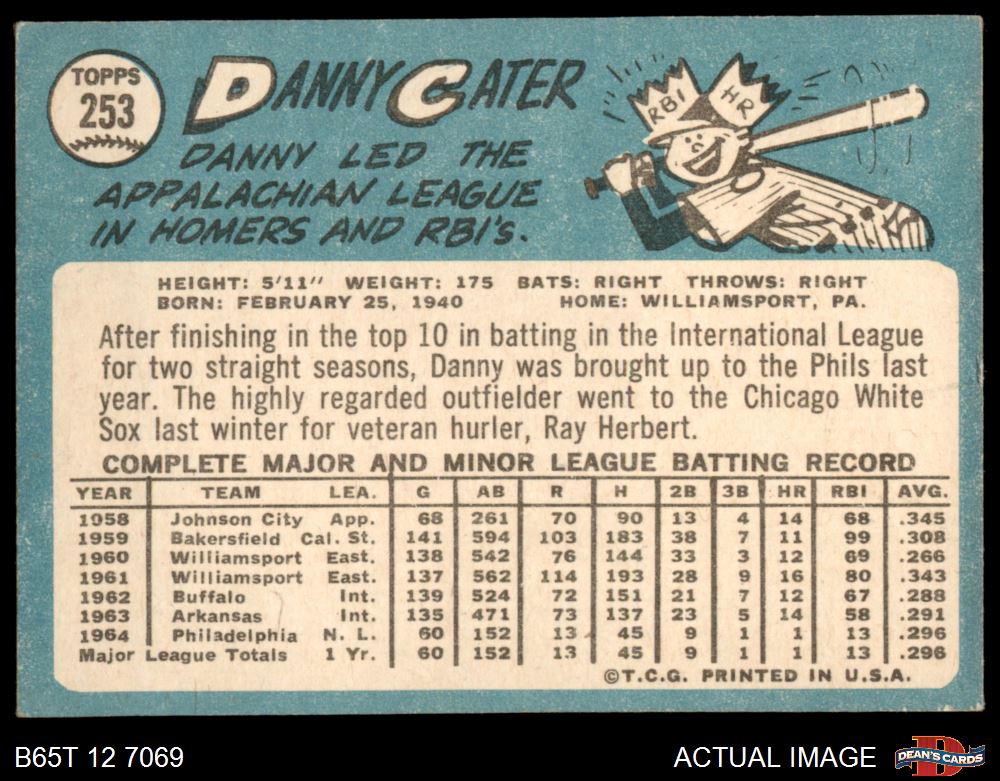 TOPPS
253
DANNY CATER
DANNY LED THE
APPALACHIAN LEAGUE
IN HOMERS AND RBI's.
RBI
HR
HEIGHT: 5'11" WEIGHT: 175 BATS: RIGHT THROWS: RIGHT
BORN: FEBRUARY 25, 1940 HOME: WILLIAMSPORT, PA.
After finishing in the top 10 in batting in the International League
for two straight seasons, Danny was brought up to the Phils last
year. The highly regarded outfielder went to the Chicago White
Sox last winter for veteran hurler, Ray Herbert.
COMPLETE MAJOR AND MINOR LEAGUE BATTING RECORD
YEAR TEAM LEA. G AB R H 2B 3B HR RBI AVG.
1958 Johnson City App. 68 261 70 90 13 4 14 68 .345
1959 Bakersfield Cal. St. 141 594 103 183 38 7 11 99 .308
1960 Williamsport East. 138 542 76 144 33 3 12 69 .266
1961 Williamsport East. 137 562 114 193 28 9 16 80 .343
1962 Buffalo Int. 139 524 72 151 21 7 12 67 .288
1963 Arkansas Int. 135 471 73 137 23 5 14 58 .291
1964 Philadelphia N. L. 60 152 13 45 9 1 1 13 .296
Major League Totals 1 Yr. 60 152 13 45 9 1 1 13 .296
©T.C.G. PRINTED IN U.S.A.
B65T 12 7069 ACTUAL IMAGE DEAN'S CARDS